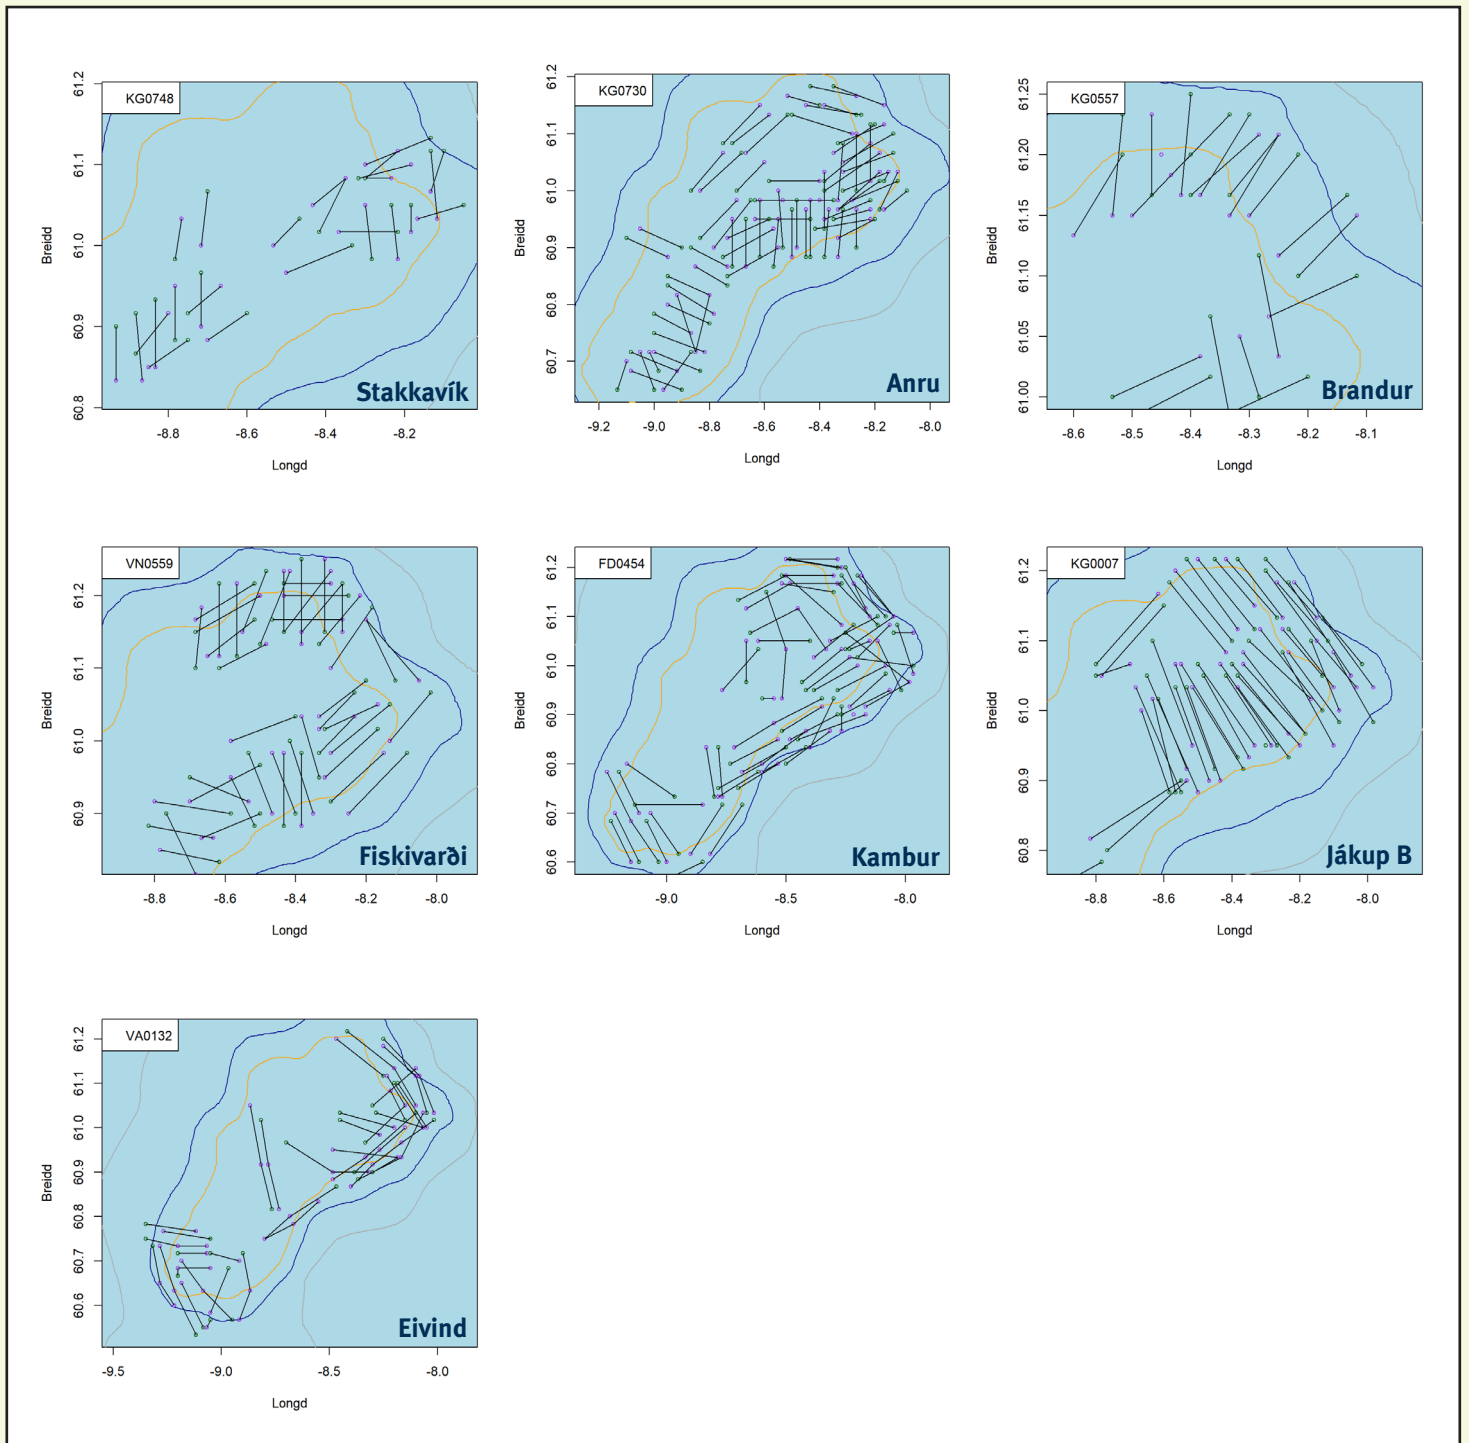 KG0748
61.2
61.1
61.0
60.9
60.8
Breidd
-8.8
-8.6
-8.4
-8.2
Longd
Stakkavík
KG0730
61.2
61.1
61.0
60.9
60.8
60.7
Breidd
-9.2
-9.0
-8.8
-8.6
-8.4
-8.2
-8.0
Longd
Anru
KG0557
61.25
61.20
61.15
61.10
61.05
61.00
Breidd
-8.6
-8.5
-8.4
-8.3
-8.2
-8.1
Longd
Brandur
VN0559
61.2
61.1
61.0
60.9
Breidd
-8.8
-8.6
-8.4
-8.2
-8.0
Longd
Fiskivarði
FD0454
61.2
61.1
61.0
60.9
60.8
60.7
60.6
Breidd
-9.0
-8.5
-8.0
Longd
Kambur
KG0007
61.2
61.1
61.0
60.9
60.8
Breidd
-8.8
-8.6
-8.4
-8.2
-8.0
Longd
Jákup B
VA0132
61.2
61.1
61.0
60.9
60.8
60.7
60.6
Breidd
-9.5
-9.0
-8.5
-8.0
Longd
Eivind